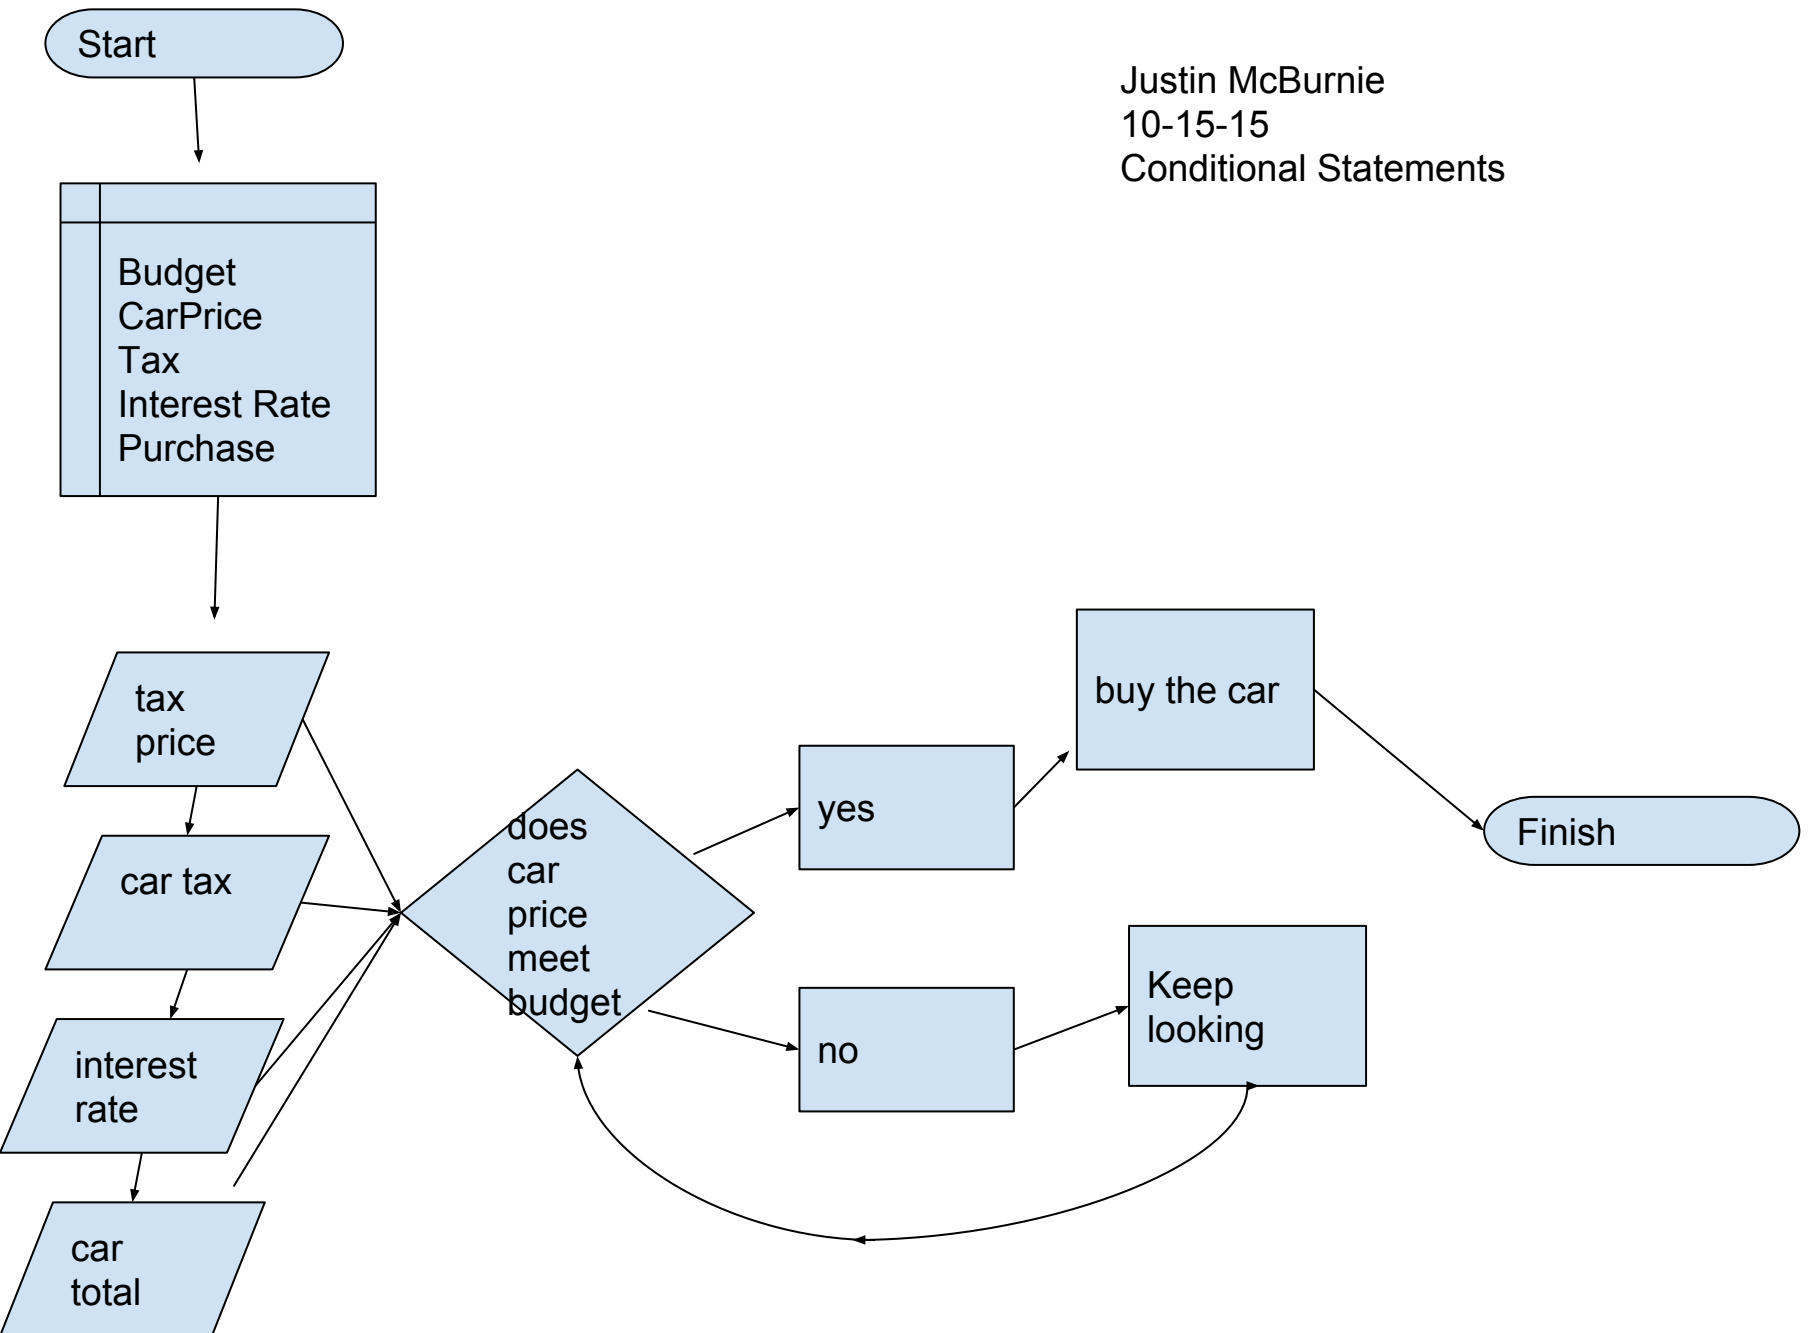 Start
Justin McBurnie
10-15-15
Conditional Statements
Budget
CarPrice
Tax
Interest Rate
Purchase
tax
price
car tax
interest
rate
car
total
does
car
price
meet
budget
yes
no
buy the car
Keep
looking
Finish